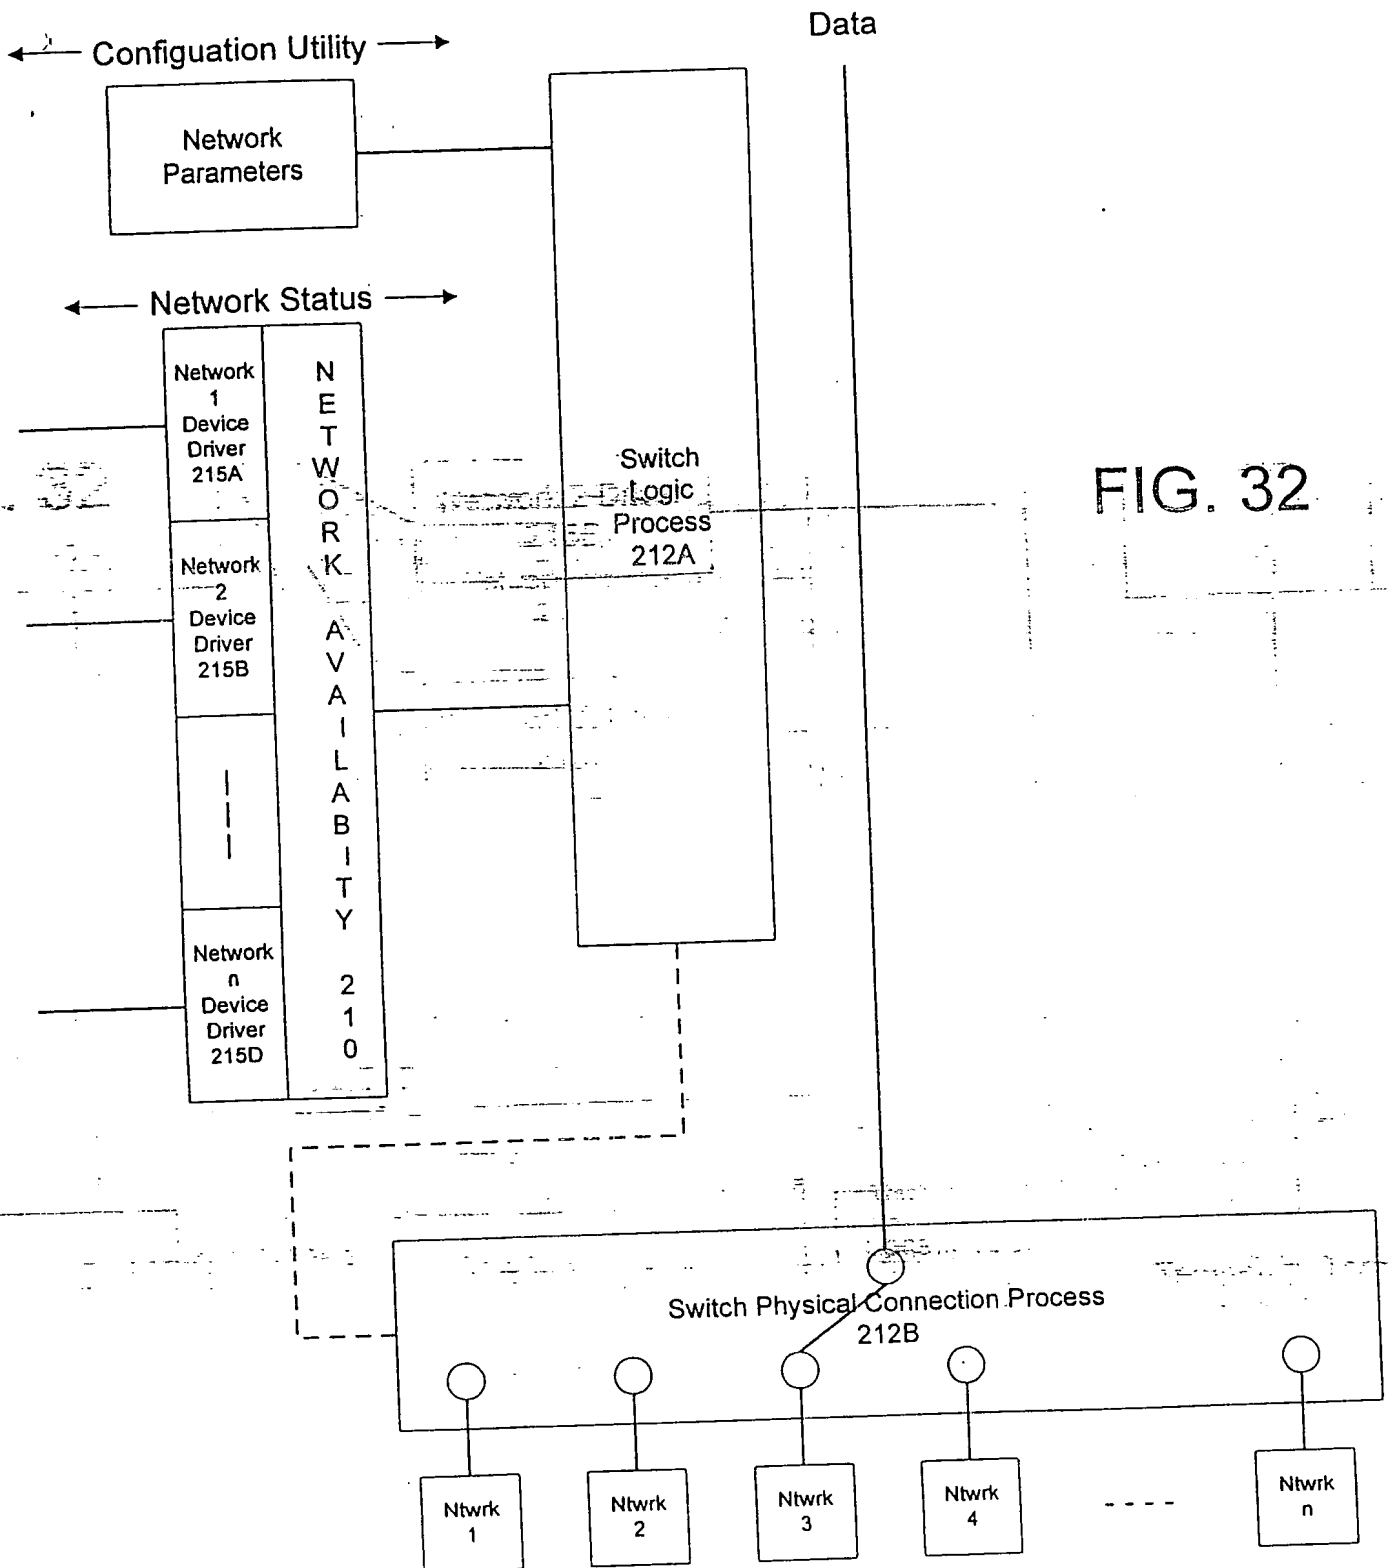 Data
Configuation Utility
Network
Parameters
Network Status
Network
1
Device
Driver
215A
Network
2
Device
Driver
215B
Network
n
Device
Driver
215D
NETWORK AVAILABITY 210
Switch
Logic
Process
212A
FIG. 32
Switch Physical Connection Process
212B
Ntwrk
1
Ntwrk
2
Ntwrk
3
Ntwrk
4
Ntwrk
n